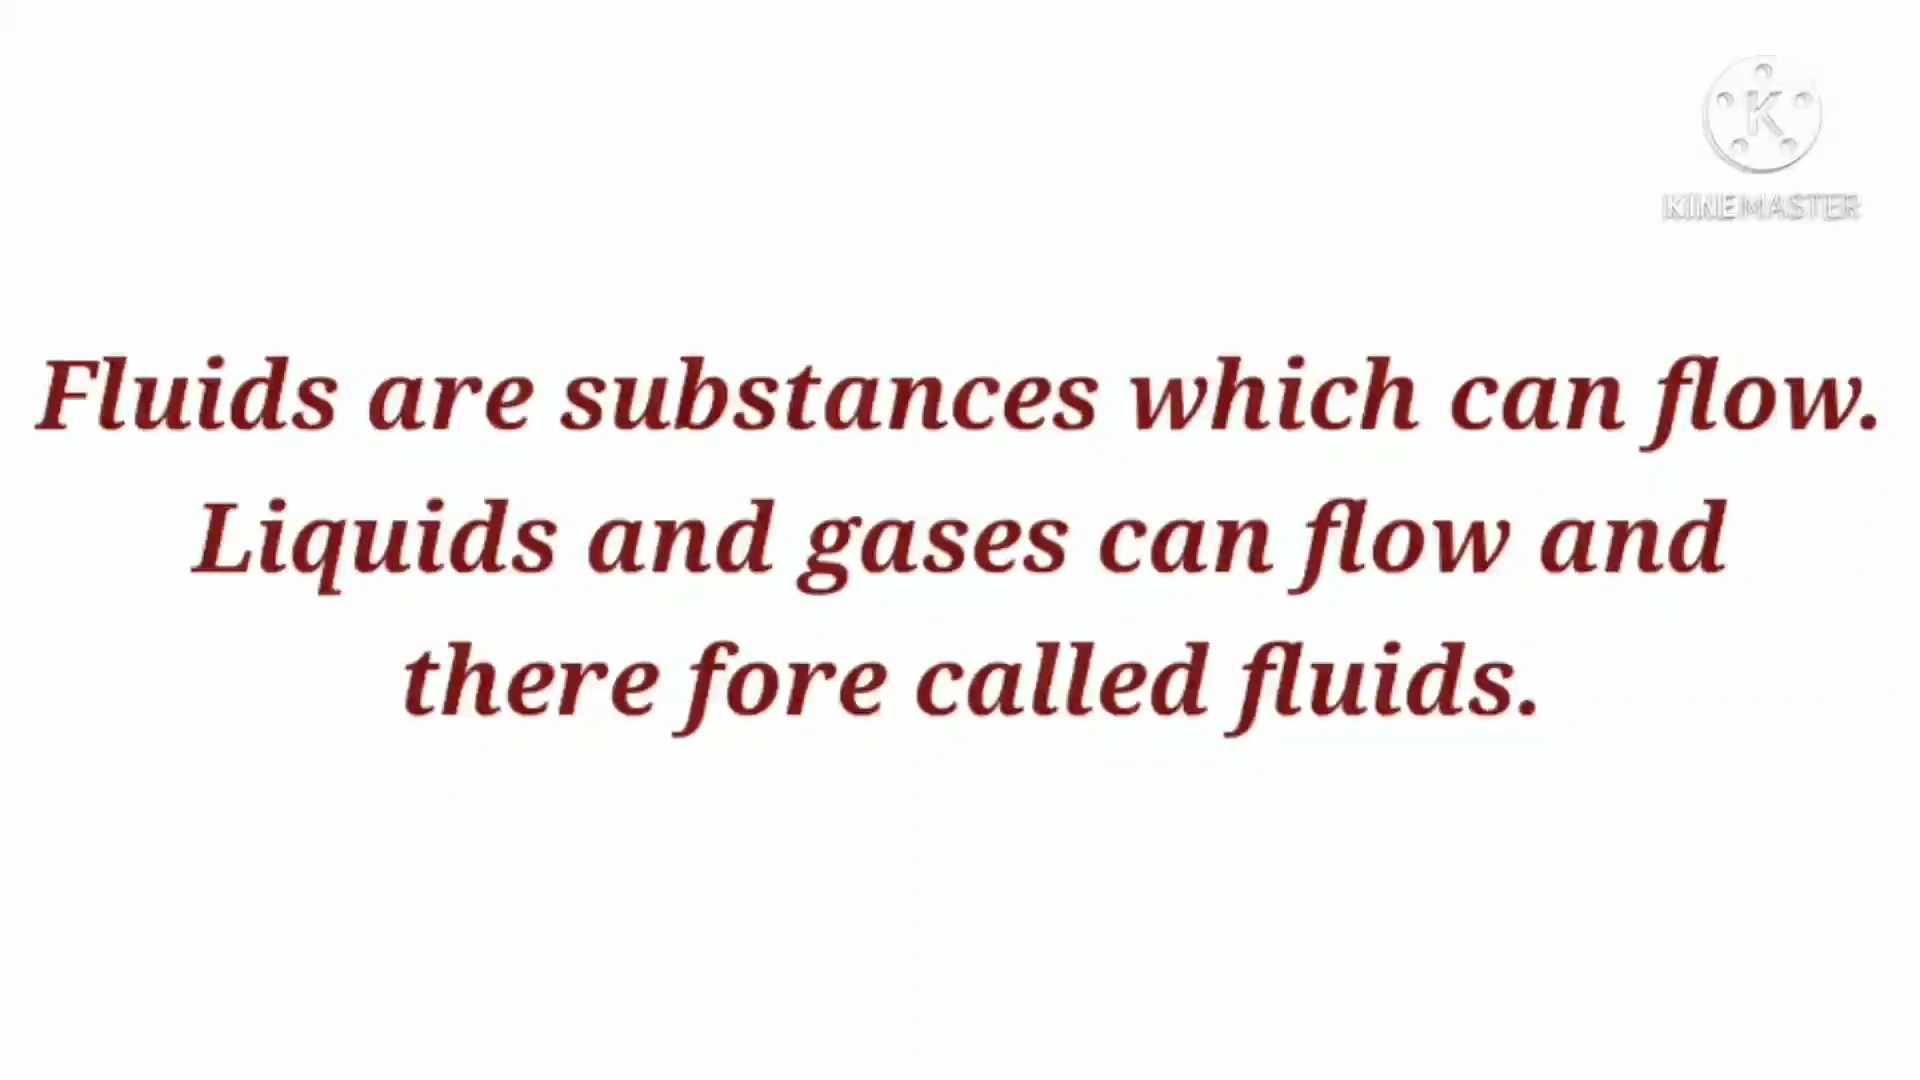 K
KINEMASTER
Fluids are substances which can flow.
Liquids and gases can flow and
there fore called fluids.